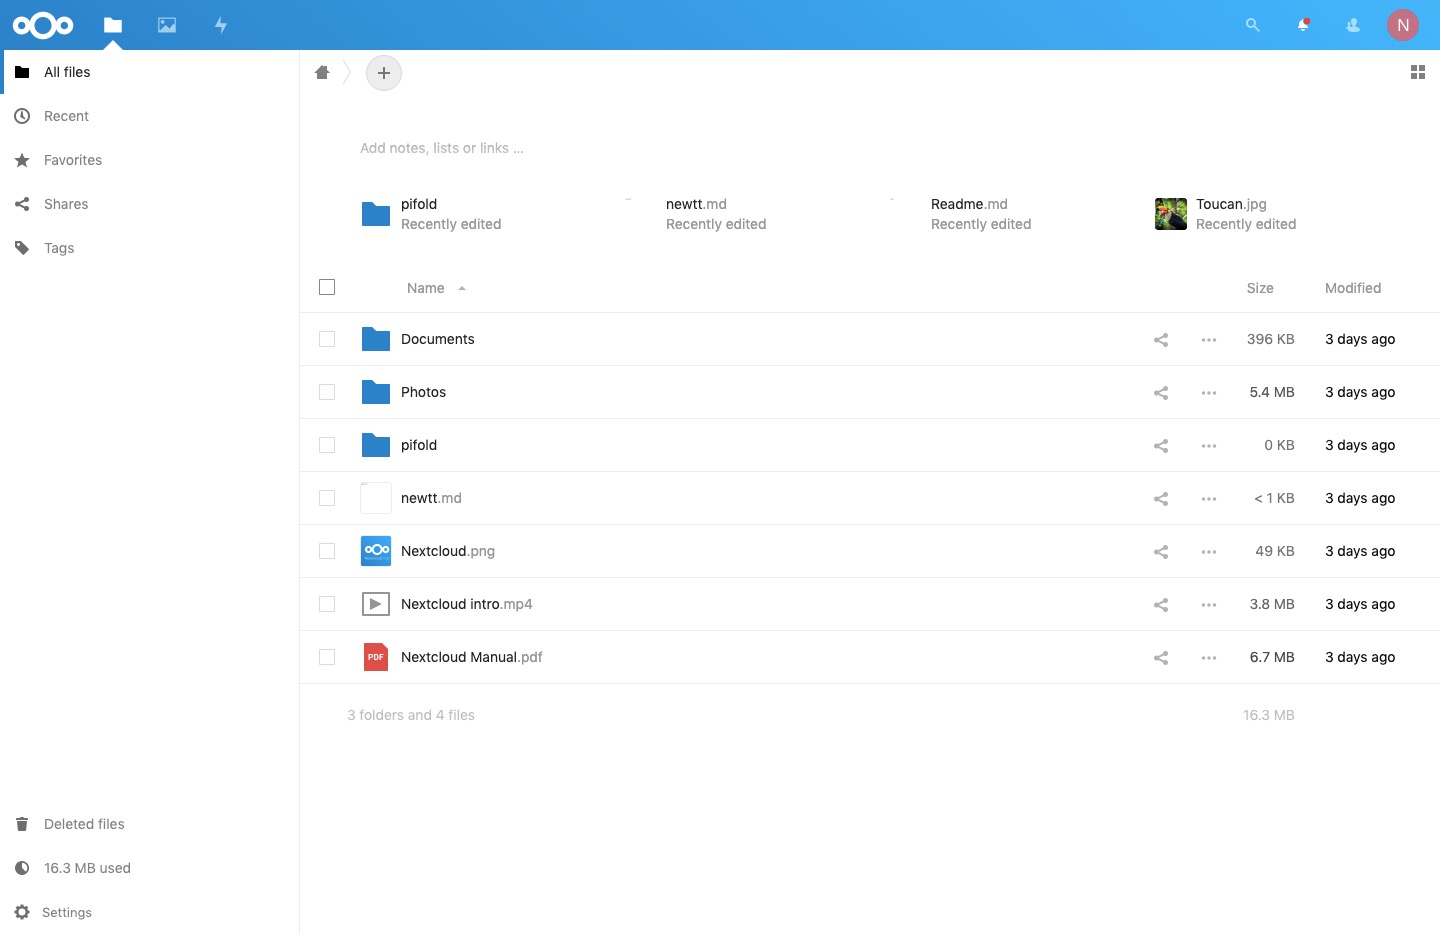 N
All files
Recent
Favorites
Shares
Tags
Add notes, lists or links ...
pifold
Recently edited
newtt.md
Recently edited
Readme.md
Recently edited
Toucan.jpg
Recently edited
Name Size Modified
Documents 396 KB 3 days ago
Photos 5.4 MB 3 days ago
pifold 0 KB 3 days ago
newtt.md < 1 KB 3 days ago
Nextcloud.png 49 KB 3 days ago
Nextcloud intro.mp4 3.8 MB 3 days ago
PDF Nextcloud Manual.pdf 6.7 MB 3 days ago
3 folders and 4 files 16.3 MB
Deleted files
16.3 MB used
Settings